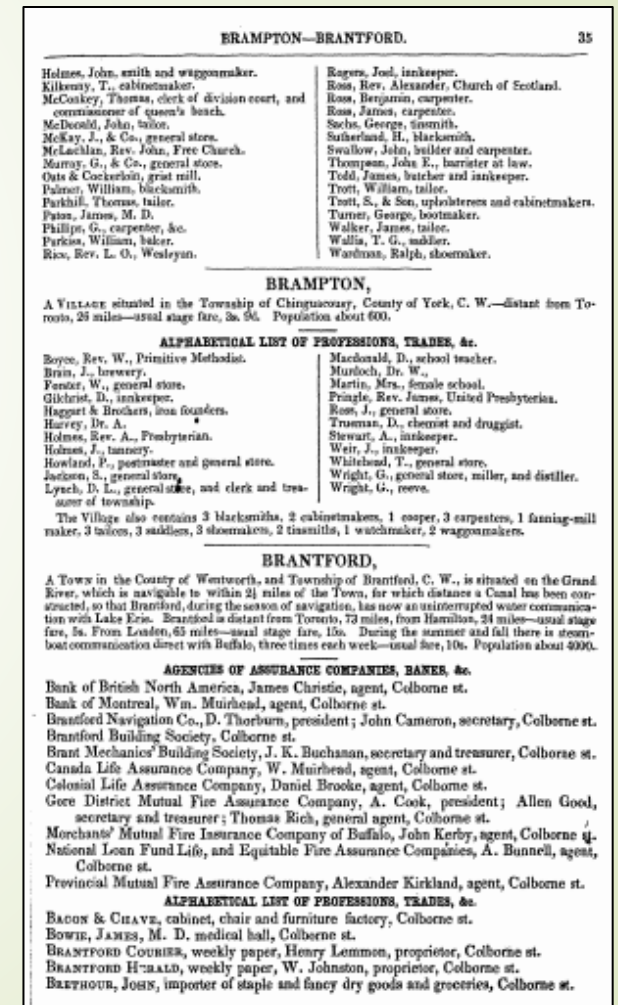 BRAMPTON—BRANTFORD. 35
Holmes, John, smith and waggonmaker.
Kilkenny, T., cabinetmaker.
McConkey, Thomas, clerk of division court, and
commissioner of queen's bench.
McDonald, John, tailor.
McKay, J., & Co., general store.
McLachlan, Rev. John, Free Church.
Murray, G., & Co., general store.
Oats & Cockerloin, grist mill.
Palmer, William, blacksmith.
Parkhill, Thomas, tailor.
Paton, James, M. D.
Phillips, G., carpenter, &c.
Parkiss, William, baker.
Rice, Rev. L. O., Wesleyan.
Rogers, Joel, innkeeper.
Ross, Rev. Alexander, Church of Scotland.
Ross, Benjamin, carpenter.
Ross, James, carpenter.
Sachs, George, tinsmith.
Sutherland, H., blacksmith.
Swallow, John, builder and carpenter.
Thompson, John E., barrister at law.
Todd, James, butcher and innkeeper.
Trott, William, tailor.
Trott, S., & Son, upholsterers and cabinetmakers.
Turner, George, bootmaker.
Walker, James, tailor.
Wallis, T. G., saddler.
Wardman, Ralph, shoemaker.
BRAMPTON,
A VILLAGE situated in the Township of Chinguacousy, County of York, C. W.—distant from To-
ronto, 26 miles—usual stage fare, 3s. 9d. Population about 600.
ALPHABETICAL LIST OF PROFESSIONS, TRADES, &c.
Boyce, Rev. W., Primitive Methodist.
Brain, J., brewery.
Forster, W., general store.
Gilchrist, D., innkeeper.
Haggart & Brothers, iron founders.
Harvey, Dr. A.
Holmes, Rev. A., Presbyterian.
Holmes, J., tannery.
Howland, P., postmaster and general store.
Jackson, S., general store.
Lynch, D. L., general store, and clerk and trea-
surer of township.
Macdonald, D., school teacher.
Murdoch, Dr. W.,
Martin, Mrs., female school.
Pringle, Rev. James, United Presbyterian.
Ross, J., general store.
Trueman, D., chemist and druggist.
Stewart, A., innkeeper.
Weir, J., innkeeper.
Whitehead, T., general store.
Wright, G., general store, miller, and distiller.
Wright, G., reeve.
The Village also contains 3 blacksmiths, 2 cabinetmakers, 1 cooper, 3 carpenters, 1 fanning-mill
maker, 3 tailors, 3 saddlers, 3 shoemakers, 2 tinsmiths, 1 watchmaker, 2 waggonmakers.
BRANTFORD,
A TOWN in the County of Wentworth, and Township of Brantford, C. W., is situated on the Grand
River, which is navigable to within 2½ miles of the Town, for which distance a Canal has been con-
structed, so that Brantford, during the season of navigation, has now an uninterrupted water communica-
tion with Lake Erie. Brantford is distant from Toronto, 73 miles, from Hamilton, 24 miles—usual stage
fare, 5s. From London, 65 miles—usual stage fare, 15s. During the summer and fall there is steam-
boat communication direct with Buffalo, three times each week—usual fare, 10s. Population about 4000.
AGENCIES OF ASSURANCE COMPANIES, BANKS, &c.
Bank of British North America, James Christie, agent, Colborne st.
Bank of Montreal, Wm. Muirhead, agent, Colborne st.
Brantford Navigation Co., D. Thorburn, president; John Cameron, secretary, Colborne st.
Brantford Building Society, Colborne st.
Brant Mechanics' Building Society, J. K. Buchanan, secretary and treasurer, Colborne st.
Canada Life Assurance Company, W. Muirhead, agent, Colborne st.
Colonial Life Assurance Company, Daniel Brooke, agent, Colborne st.
Gore District Mutual Fire Assurance Company, A. Cook, president; Allen Good,
secretary and treasurer; Thomas Rich, general agent, Colborne st.
Merchants' Mutual Fire Insurance Company of Buffalo, John Kerby, agent, Colborne st.
National Loan Fund Life, and Equitable Fire Assurance Companies, A. Bunnell, agent,
Colborne st.
Provincial Mutual Fire Assurance Company, Alexander Kirkland, agent, Colborne st.
ALPHABETICAL LIST OF PROFESSIONS, TRADES, &c.
BACON & CHAVE, cabinet, chair and furniture factory, Colborne st.
BOWIE, JAMES, M. D. medical hall, Colborne st.
BRANTFORD COURIER, weekly paper, Henry Lemmon, proprietor, Colborne st.
BRANTFORD HERALD, weekly paper, W. Johnston, proprietor, Colborne st.
BRETHOUR, JOHN, importer of staple and fancy dry goods and groceries, Colborne st.